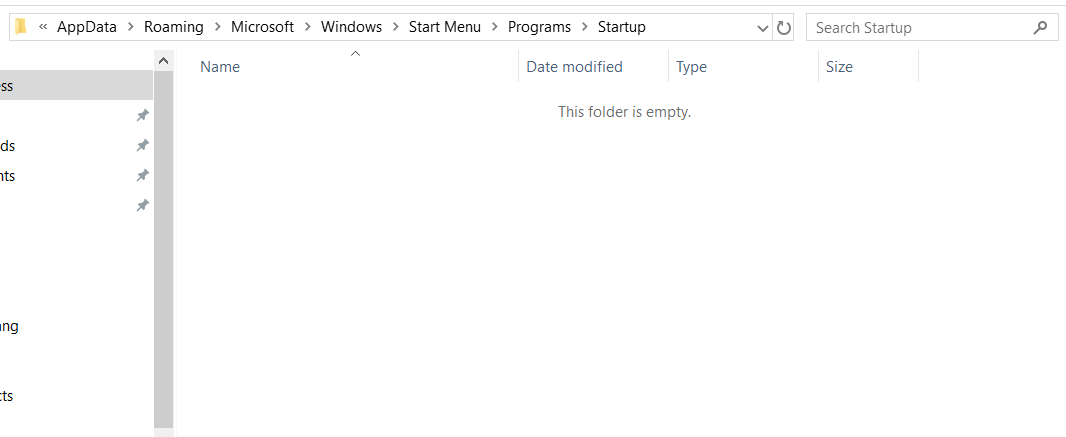 « AppData > Roaming > Microsoft > Windows > Start Menu > Programs > Startup
Search Startup
Name
Date modified
Type
Size
This folder is empty.
ss
ds
nts
ang
cts